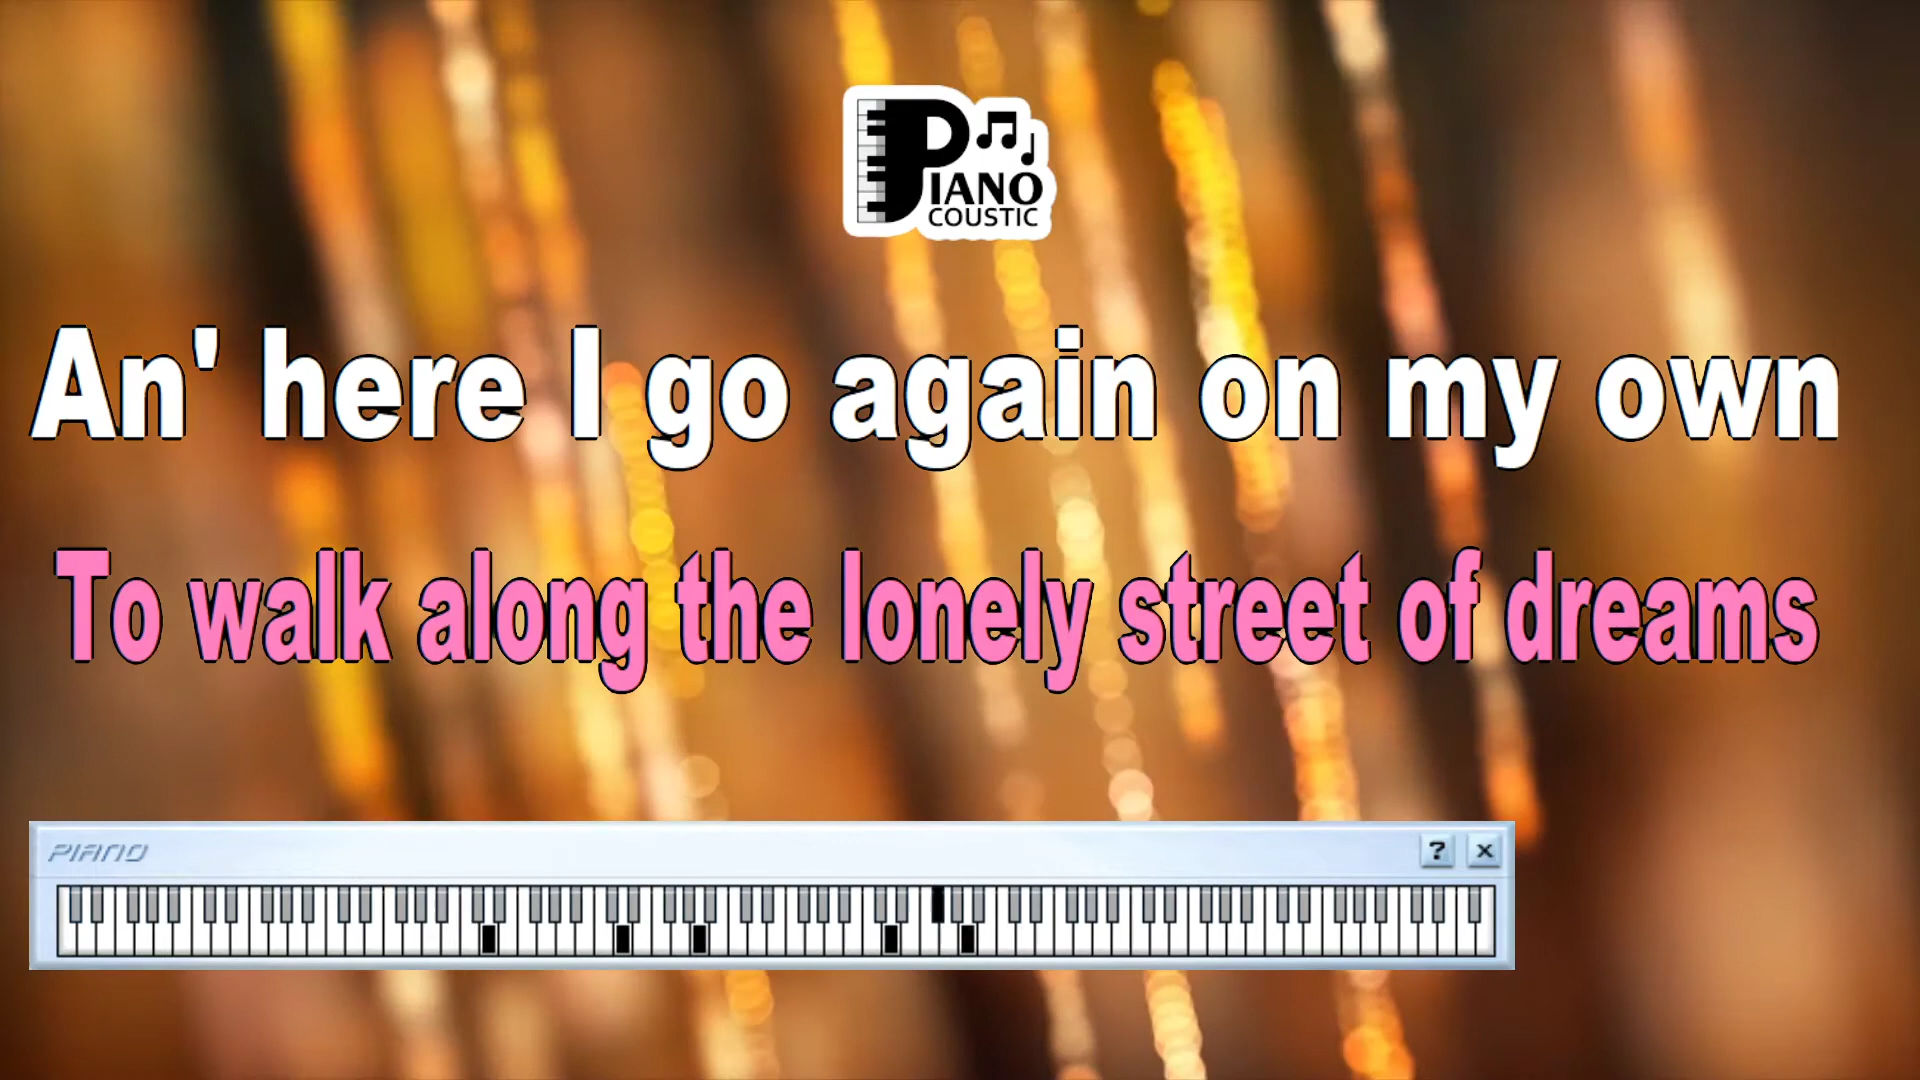 PIANO
COUSTIC
An' here I go again on my own
To walk along the lonely street of dreams
PIANO ? x